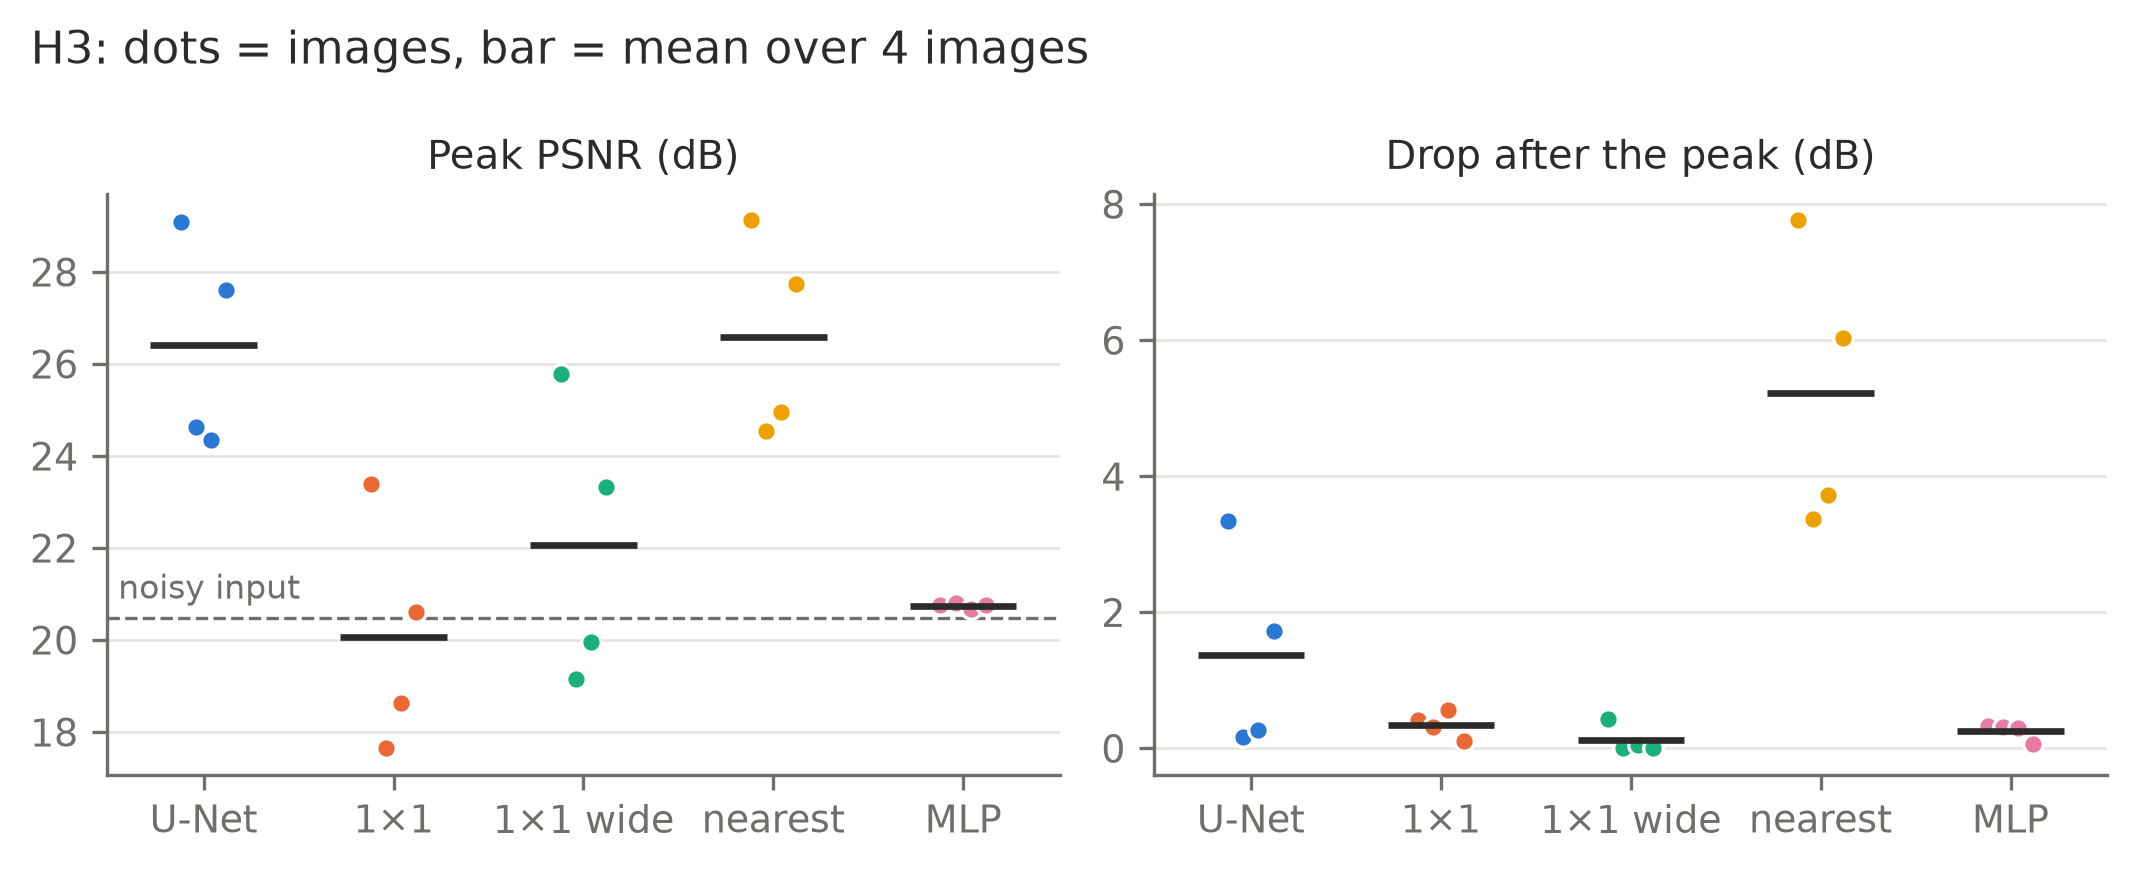 H3: dots = images, bar = mean over 4 images
Peak PSNR (dB)
28
26
24
22
20
18
noisy input
U-Net 1×1 1×1 wide nearest MLP
Drop after the peak (dB)
8
6
4
2
0
U-Net 1×1 1×1 wide nearest MLP